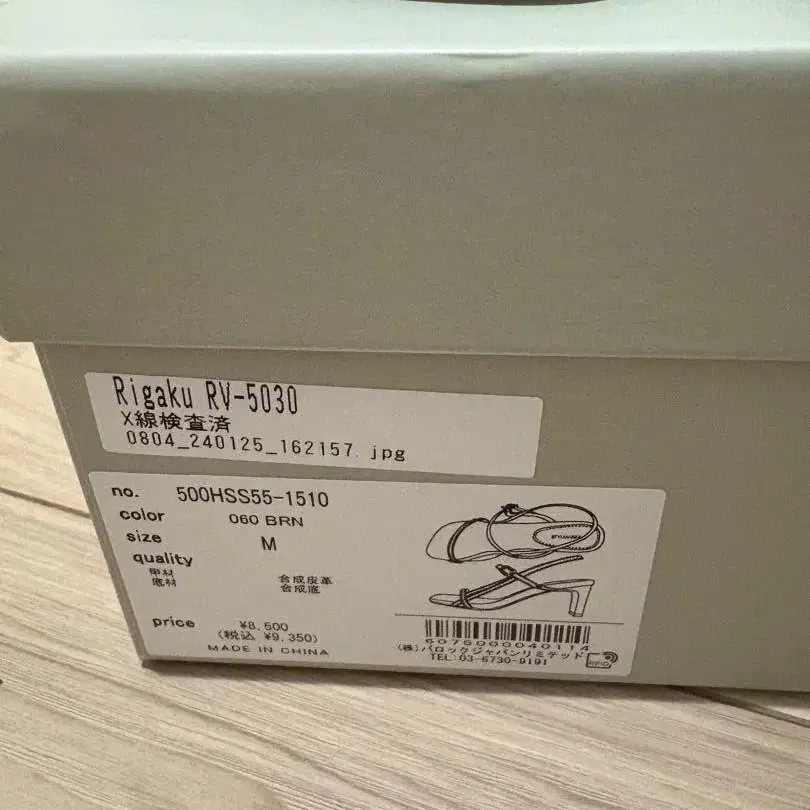 Rigaku RV-5030
X線検査済
0804_240125_162157.jpg
no. 500HSS55-1510
color 060 BRN
size M
quality
甲材 合成皮革
底材 合成底
price ¥8,500
(税込 ¥9,350)
MADE IN CHINA
6075000040114
(株)バロックジャパンリミテッド
TEL:03-6730-9191
RFID